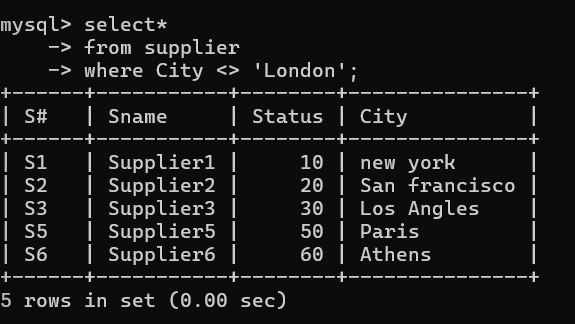 mysql> select*
    -> from supplier
    -> where City <> 'London';
+------+-----------+--------+---------------+
| S#   | Sname     | Status | City          |
+------+-----------+--------+---------------+
| S1   | Supplier1 |     10 | new york      |
| S2   | Supplier2 |     20 | San francisco |
| S3   | Supplier3 |     30 | Los Angles    |
| S5   | Supplier5 |     50 | Paris         |
| S6   | Supplier6 |     60 | Athens        |
+------+-----------+--------+---------------+
5 rows in set (0.00 sec)